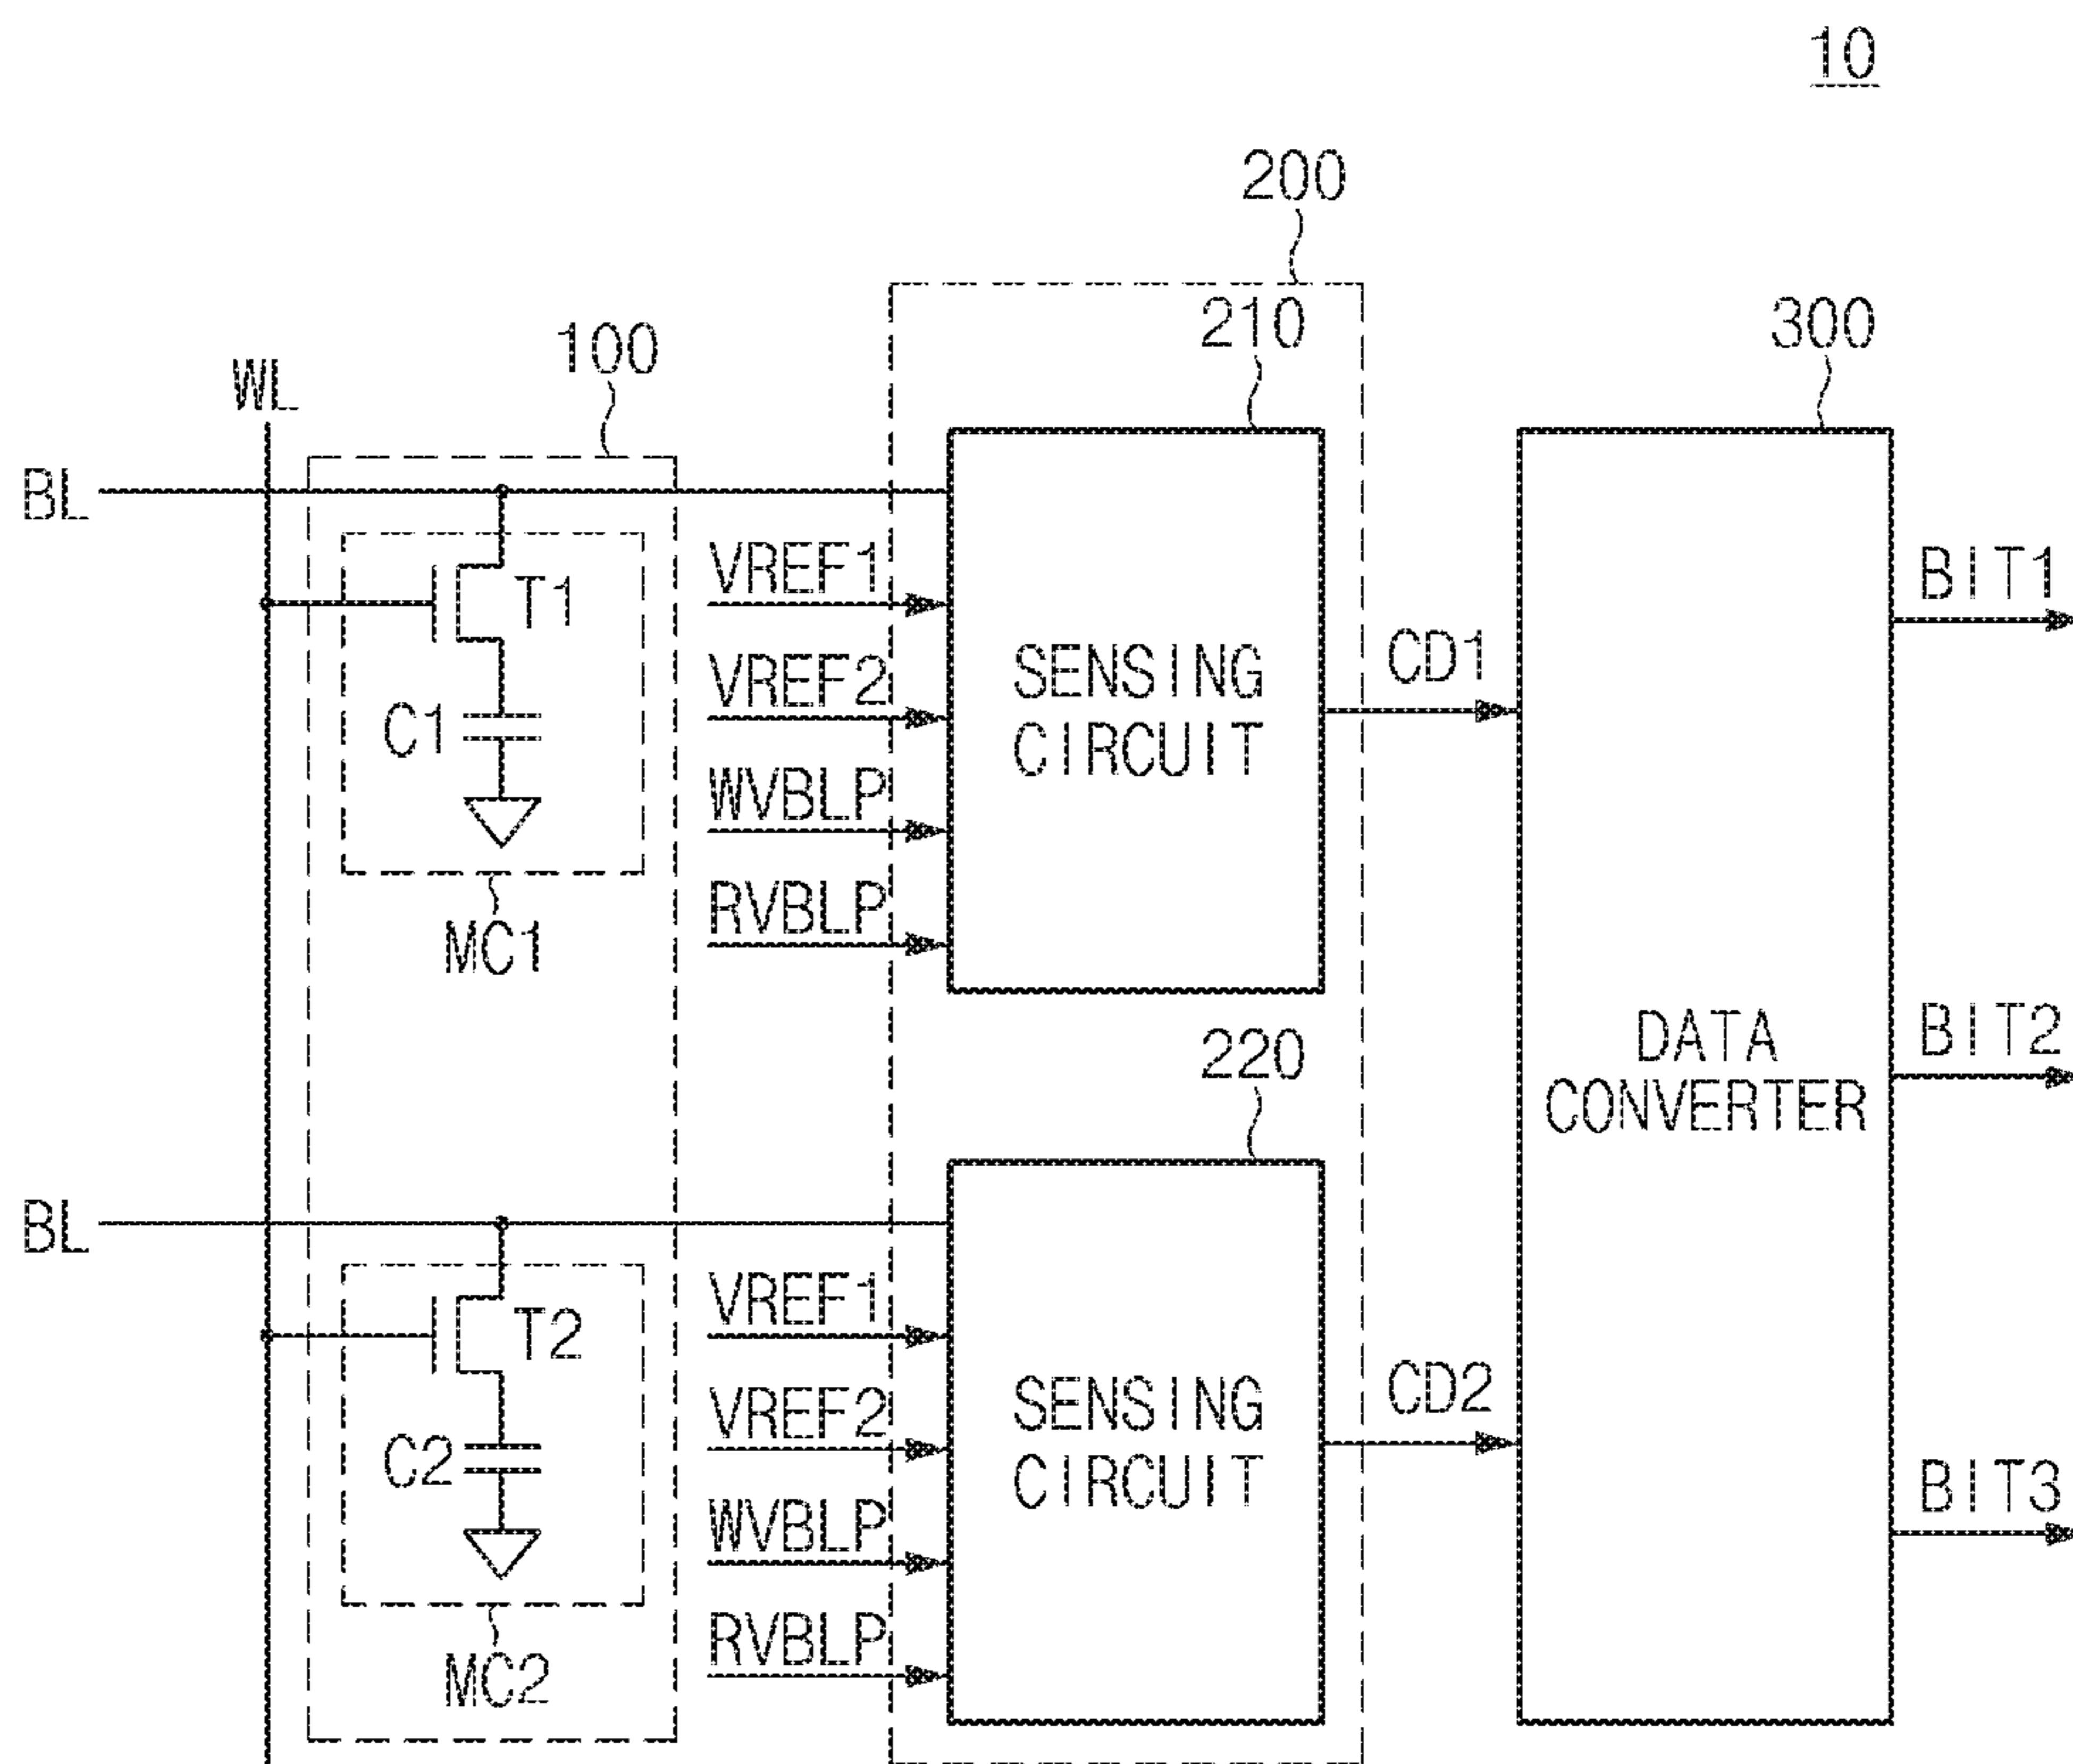 10
200
210
300
100
WL
BL
VREF1
T1
BIT1
VREF2
SENSING
CIRCUIT
CD1
C1
WVBLP
RVBLP
MC1
220
DATA
CONVERTER
BIT2
BL
VREF1
T2
VREF2
SENSING
CIRCUIT
CD2
C2
BIT3
WVBLP
RVBLP
MC2